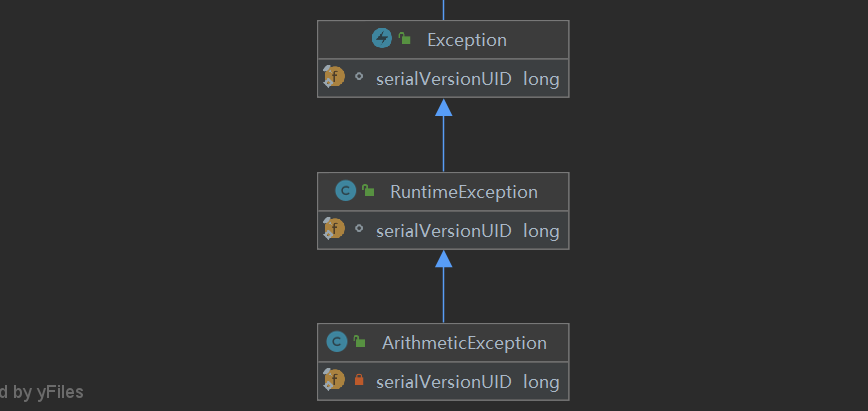 Exception
serialVersionUID long
RuntimeException
serialVersionUID long
ArithmeticException
serialVersionUID long
d by yFiles